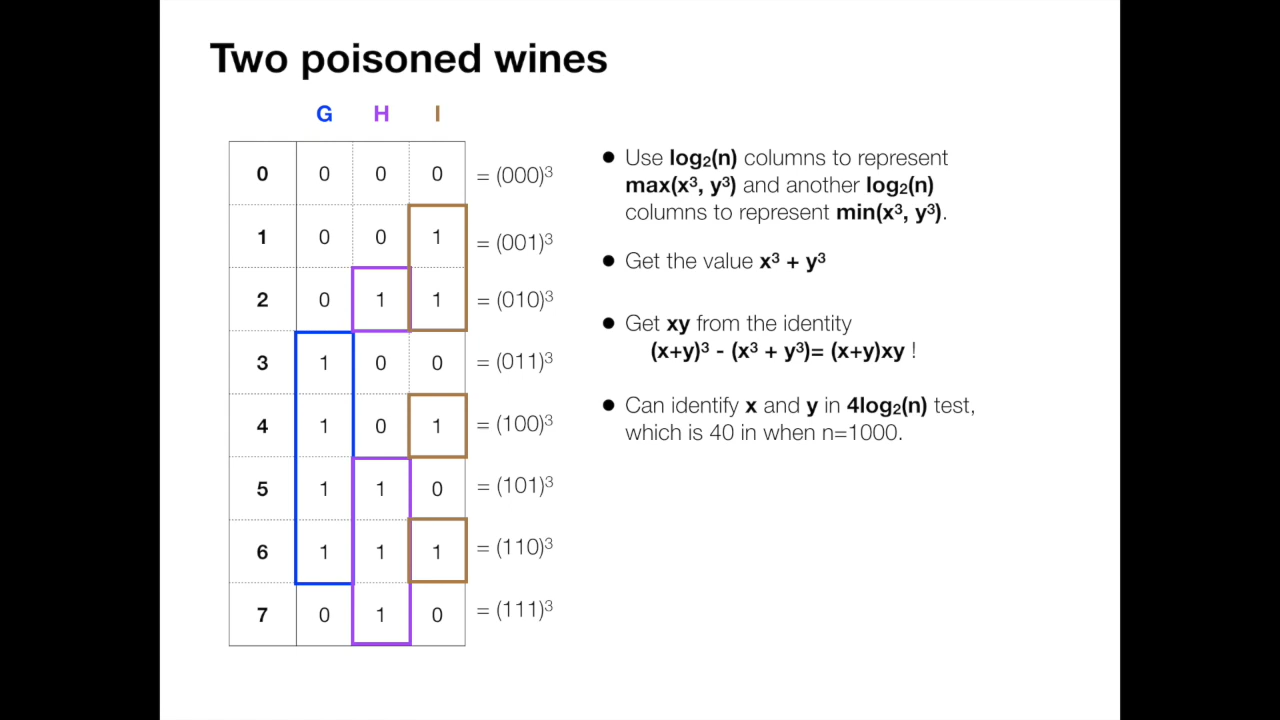 Two poisoned wines
G H I
0 0 0 0 = (000)³
1 0 0 1 = (001)³
2 0 1 1 = (010)³
3 1 0 0 = (011)³
4 1 0 1 = (100)³
5 1 1 0 = (101)³
6 1 1 1 = (110)³
7 0 1 0 = (111)³
● Use log₂(n) columns to represent
max(x³, y³) and another log₂(n)
columns to represent min(x³, y³).
● Get the value x³ + y³
● Get xy from the identity
(x+y)³ - (x³ + y³)= (x+y)xy !
● Can identify x and y in 4log₂(n) test,
which is 40 in when n=1000.